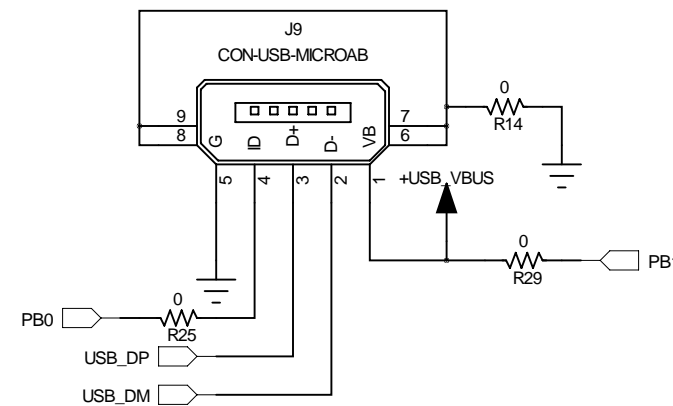 J9
CON-USB-MICROAB
0
R14
9
8
7
6
G
ID
D+
D-
VB
5
4
3
2
1
+USB_VBUS
0
R29
PB0
0
R25
USB_DP
USB_DM